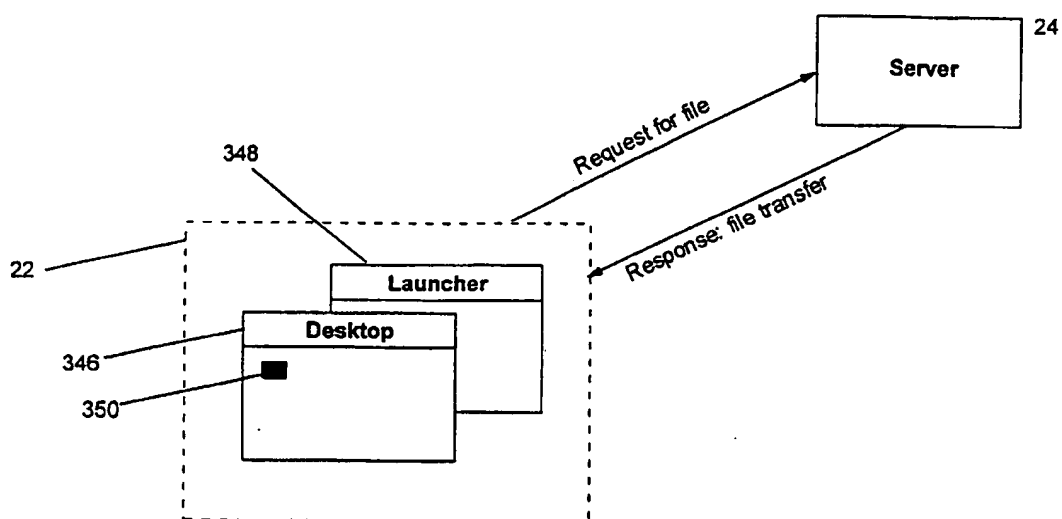 24
Server
Request for file
348
Response: file transfer
22
Launcher
Desktop
346
350